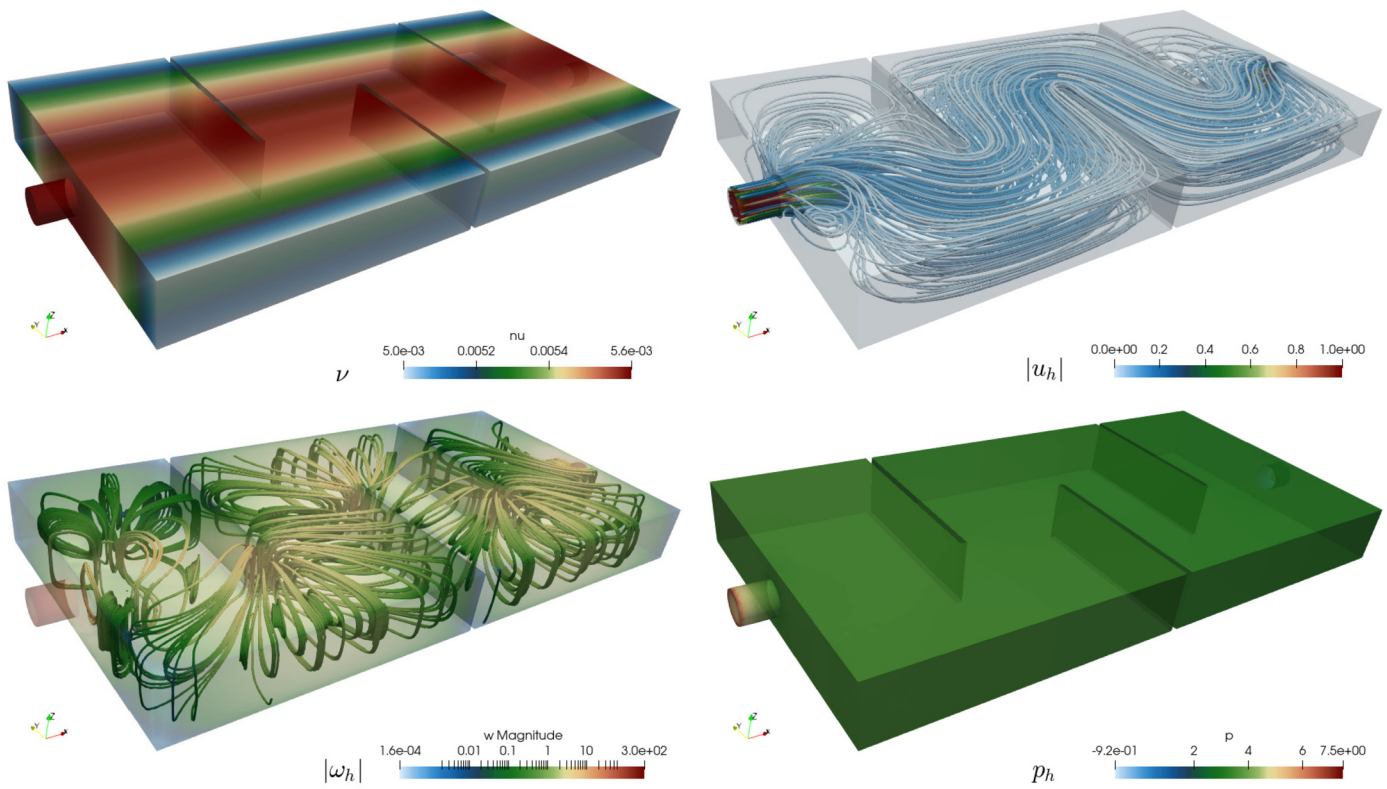 Z
Y
X
nu
5.0e-03 0.0052 0.0054 5.6e-03
ν
Z
Y
X
0.0e+00 0.2 0.4 0.6 0.8 1.0e+00
|u_h|
Z
Y
X
w Magnitude
1.6e-04 0.01 0.1 1 10 3.0e+02
|ω_h|
Z
Y
X
p
-9.2e-01 2 4 6 7.5e+00
p_h